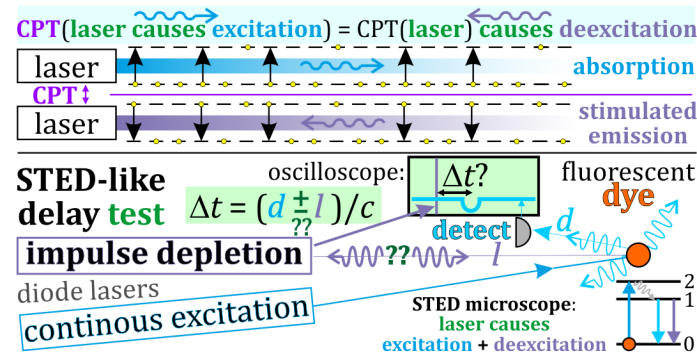 CPT(laser causes excitation) = CPT(laser) causes deexcitation
laser
absorption
CPT
laser
stimulated
emission
STED-like
delay test
oscilloscope:
Δt?
fluorescent
dye
Δt = (d ± l)/c
??
detect
d
impulse depletion
??
l
diode lasers
continous excitation
STED microscope:
laser causes
excitation + deexcitation
2
1
0